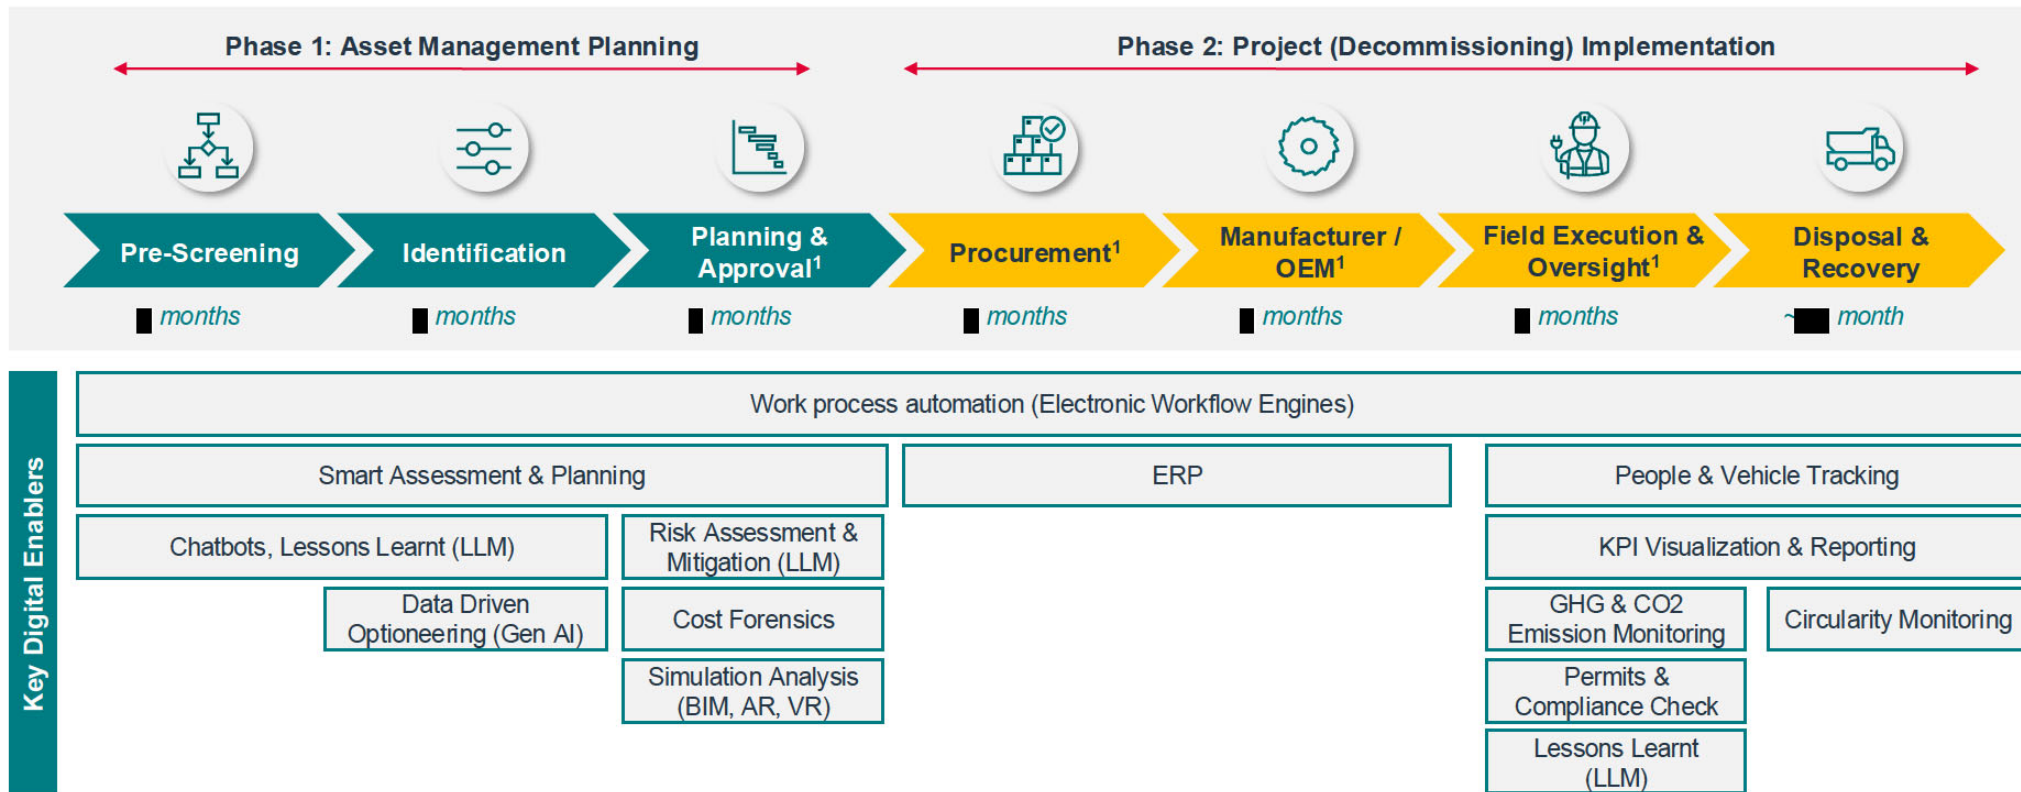 Phase 1: Asset Management Planning
Phase 2: Project (Decommissioning) Implementation
Pre-Screening
Identification
Planning &
Approval¹
Procurement¹
Manufacturer /
OEM¹
Field Execution &
Oversight¹
Disposal &
Recovery
months
months
months
months
months
months
~ month
Key Digital Enablers
Work process automation (Electronic Workflow Engines)
Smart Assessment & Planning
ERP
People & Vehicle Tracking
Chatbots, Lessons Learnt (LLM)
Risk Assessment &
Mitigation (LLM)
KPI Visualization & Reporting
Data Driven
Optioneering (Gen AI)
Cost Forensics
GHG & CO2
Emission Monitoring
Circularity Monitoring
Simulation Analysis
(BIM, AR, VR)
Permits &
Compliance Check
Lessons Learnt
(LLM)